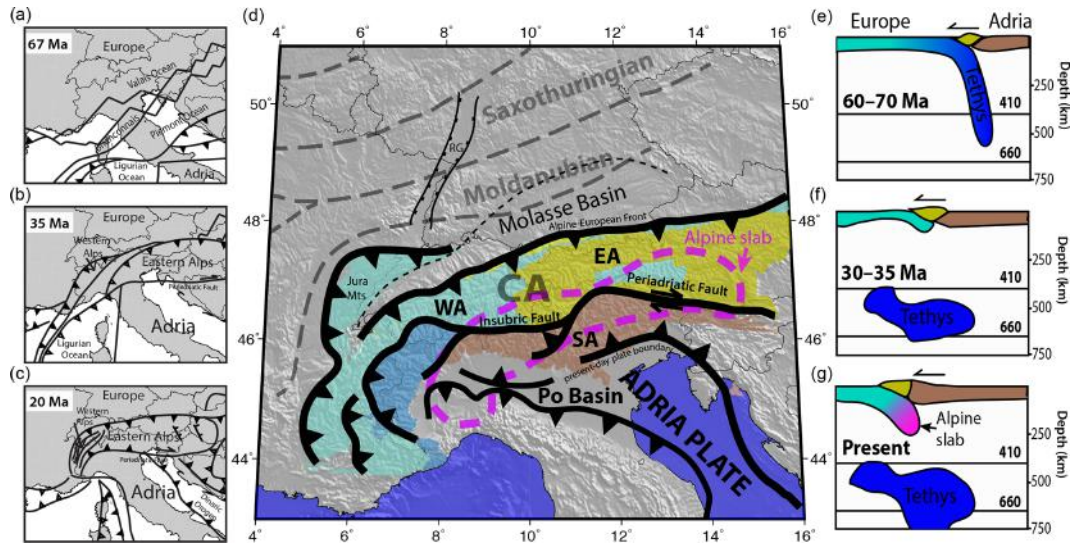 (a)
67 Ma
Europe
Valais Ocean
Briançonnais
Piemont Ocean
Ligurian
Ocean
Adria
(b)
35 Ma
Europe
Western
Alps
Eastern Alps
Periadriatic Fault
Adria
Ligurian
Ocean
(c)
20 Ma
Western
Alps
Eastern Alps
Adria
Dinaric
Orogen
(d)
4° 6° 8° 10° 12° 14° 16°
50°
48°
46°
44°
50°
48°
46°
44°
Saxothuringian
Moldanubian
RG
Molasse Basin
Alpine-European Front
Alpine slab
Jura
Mts.
EA
CA
WA
Periadriatic Fault
Insubric Fault
SA
present-day plate boundary
Po Basin
ADRIA PLATE
4° 6° 8° 10° 12° 14° 16°
(e)
Europe Adria
Tethys
60–70 Ma
250
410
500
660
750
Depth (km)
(f)
30–35 Ma
Tethys
250
410
500
660
750
Depth (km)
(g)
Present
Alpine
slab
Tethys
250
410
500
660
750
Depth (km)